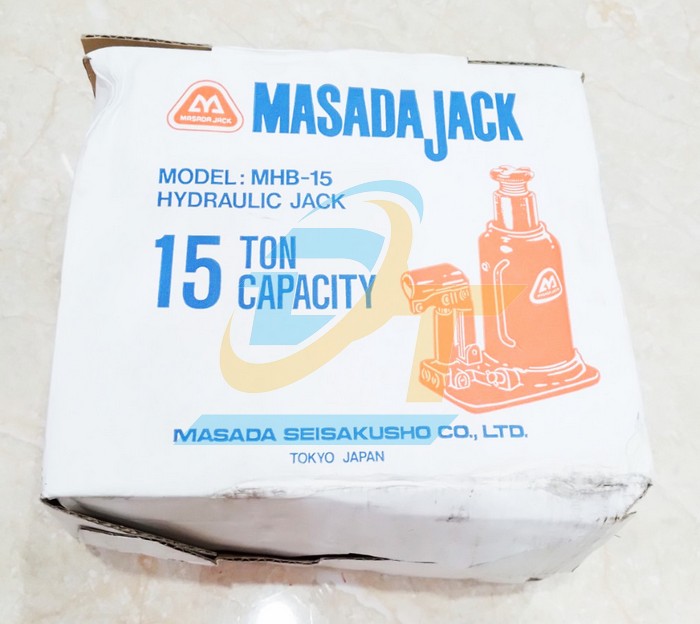 MASADA JACK
MASADA JACK
MODEL: MHB-15
HYDRAULIC JACK
15 TON
CAPACITY
MASADA SEISAKUSHO CO., LTD.
TOKYO JAPAN